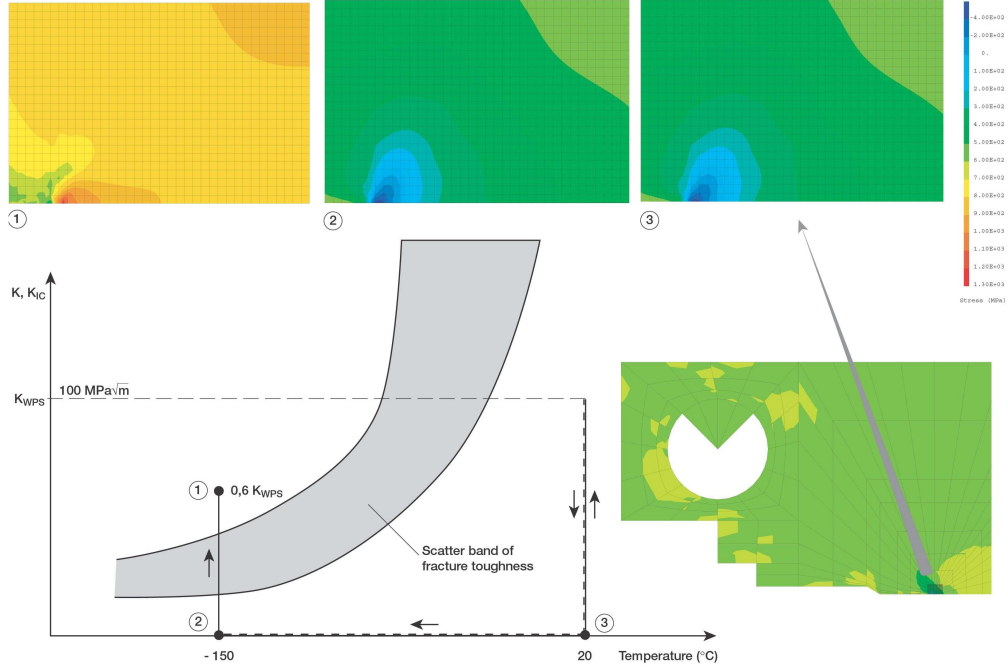 -4.00E+02
-2.00E+02
0.
1.00E+02
2.00E+02
3.00E+02
4.00E+02
5.00E+02
6.00E+02
7.00E+02
8.00E+02
9.00E+02
1.00E+03
1.10E+03
1.20E+03
1.30E+03
Stress (MPa)
1
2
3
K, KIC
100 MPa√m
KWPS
1 0,6 KWPS
Scatter band of
fracture toughness
2
3
- 150
20
Temperature (°C)